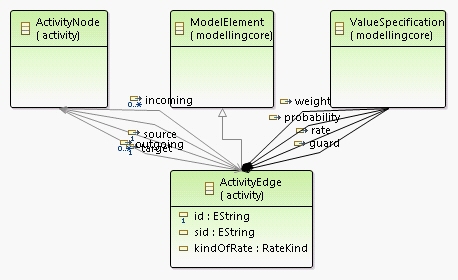 ActivityNode
( activity)
ModelElement
( modellingcore)
ValueSpecification
( modellingcore)
incoming
0..*
weight
probability
source
1
rate
outgoing
0..*
target
1
guard
ActivityEdge
(activity)
1
id : EString
sid : EString
kindOfRate : RateKind